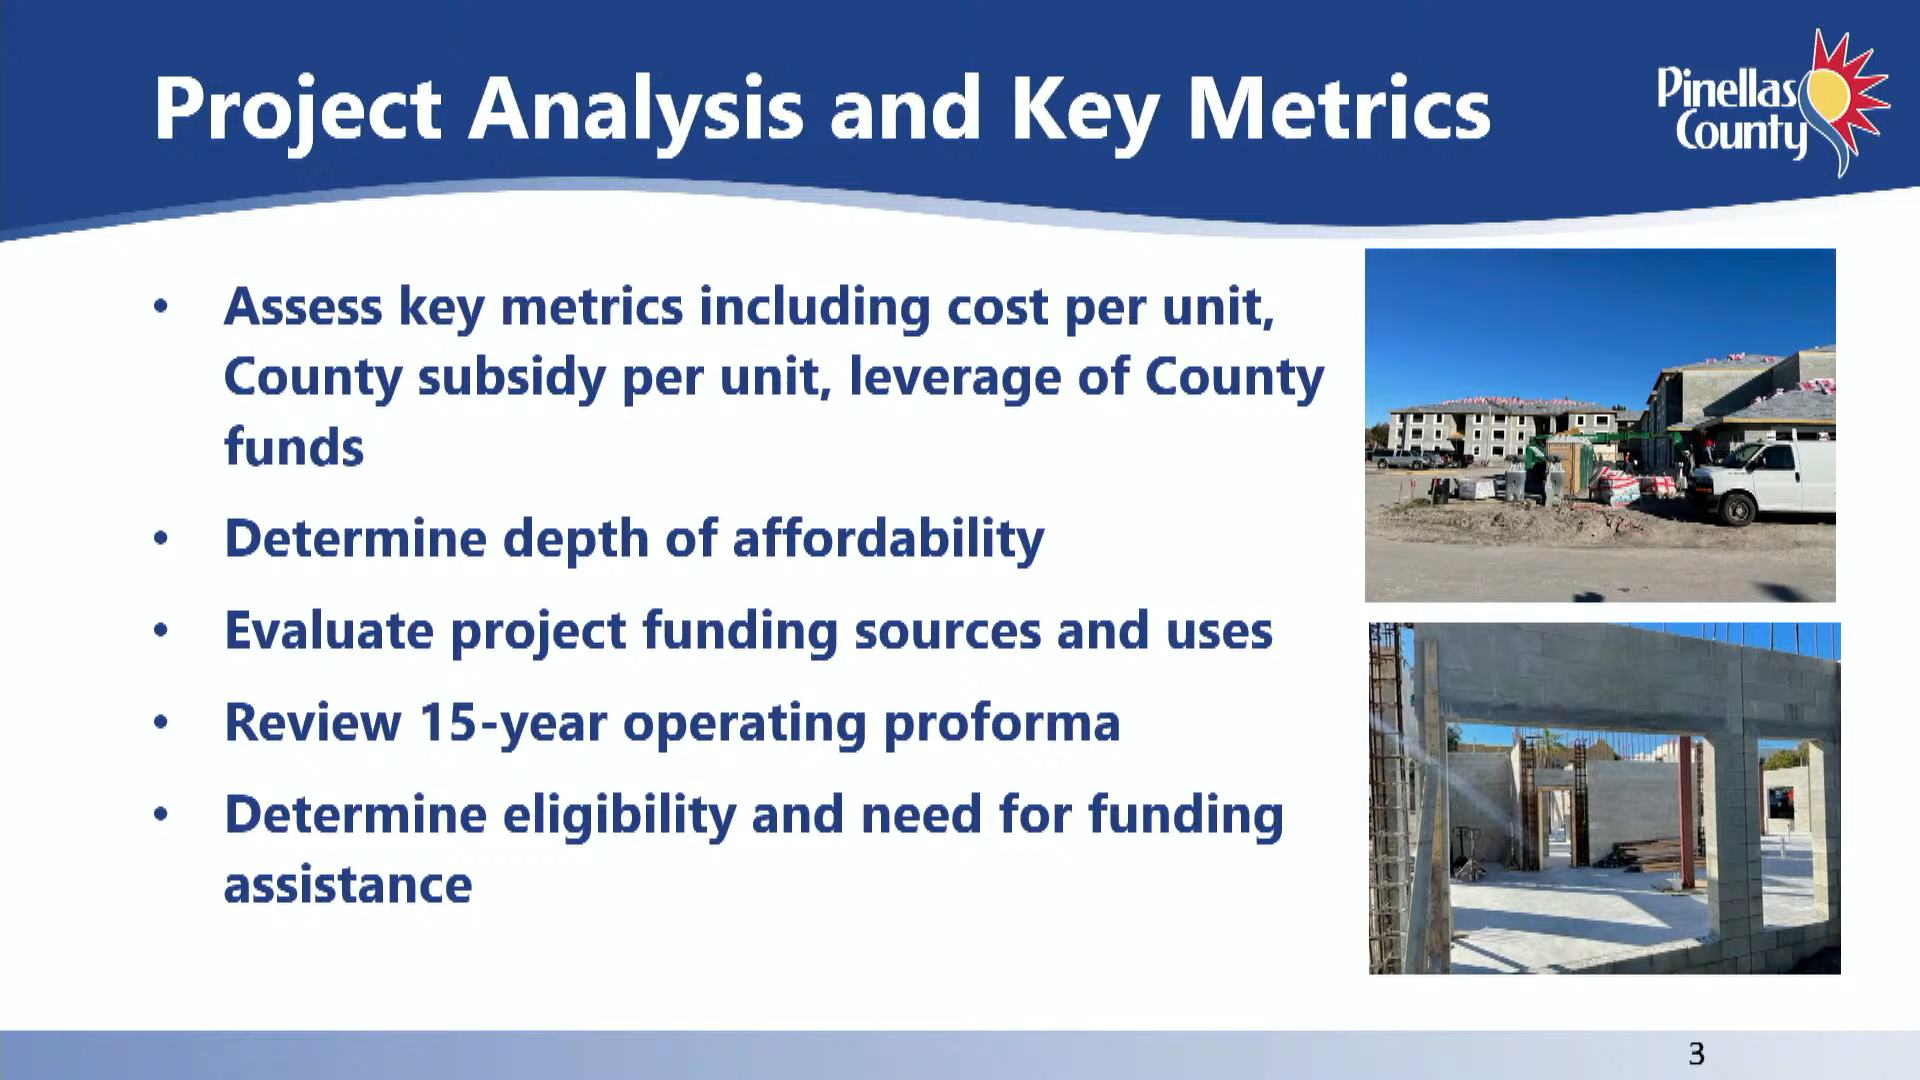 Project Analysis and Key Metrics
Pinellas
County
• Assess key metrics including cost per unit,
County subsidy per unit, leverage of County
funds
• Determine depth of affordability
• Evaluate project funding sources and uses
• Review 15-year operating proforma
• Determine eligibility and need for funding
assistance
3